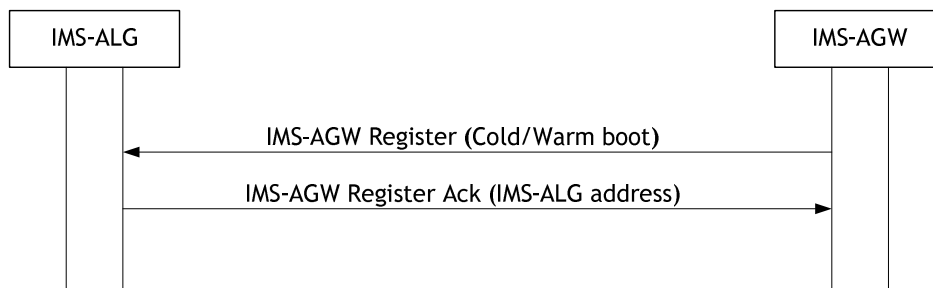 IMS-ALG
IMS-AGW
IMS-AGW Register (Cold/Warm boot)
IMS-AGW Register Ack (IMS-ALG address)